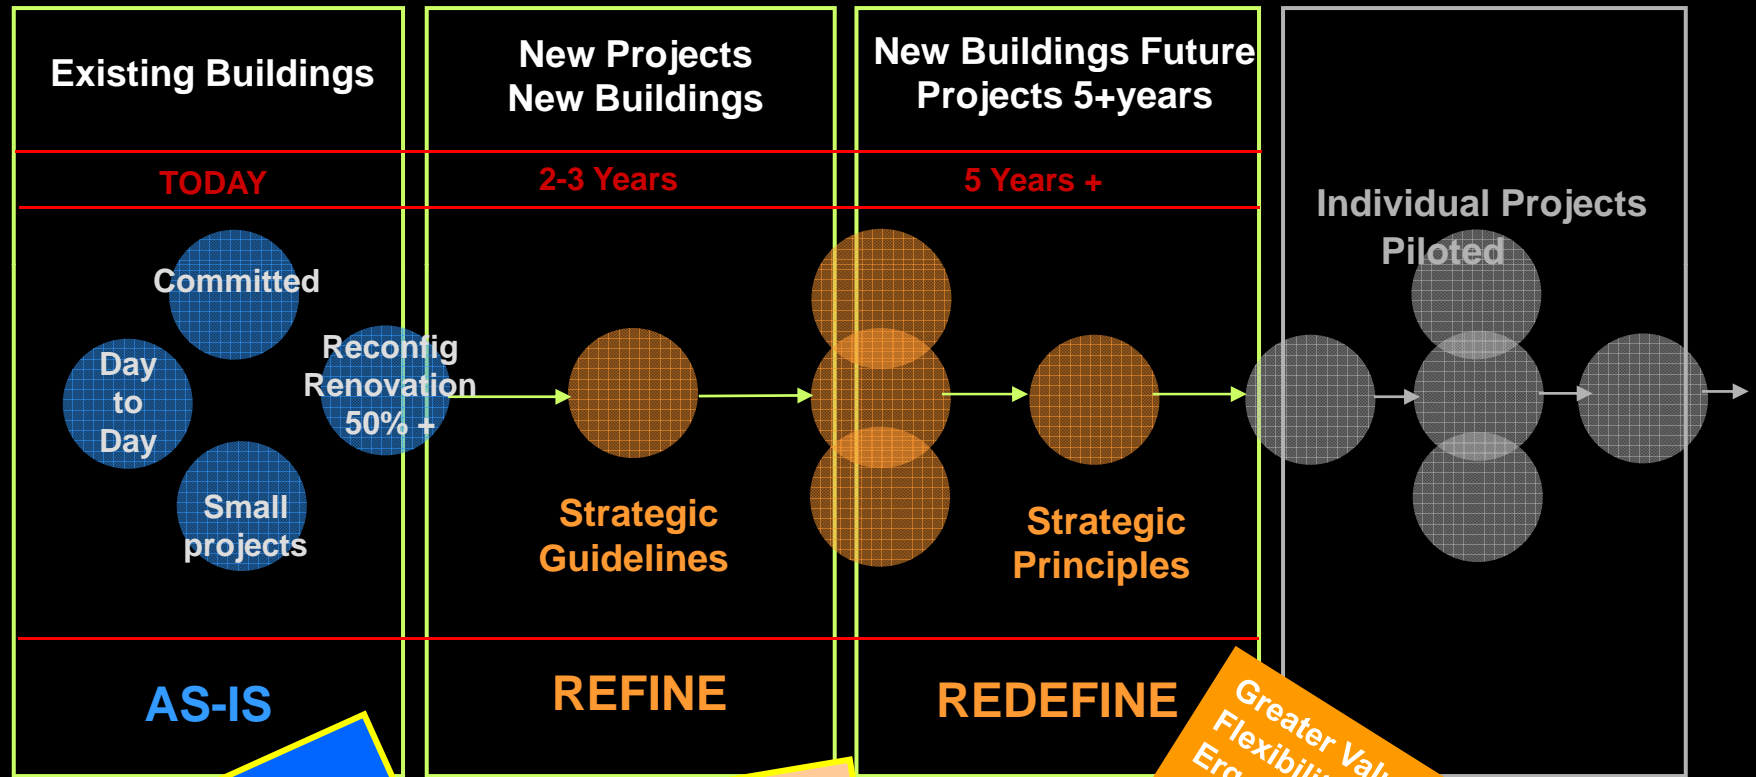 Existing Buildings
New Projects
New Buildings
New Buildings Future
Projects 5+years
TODAY
2-3 Years
5 Years +
Individual Projects
Piloted
Committed
Day
to
Day
Reconfig
Renovation
50% +
Small
projects
Strategic
Guidelines
Strategic
Principles
AS-IS
REFINE
REDEFINE
Greater